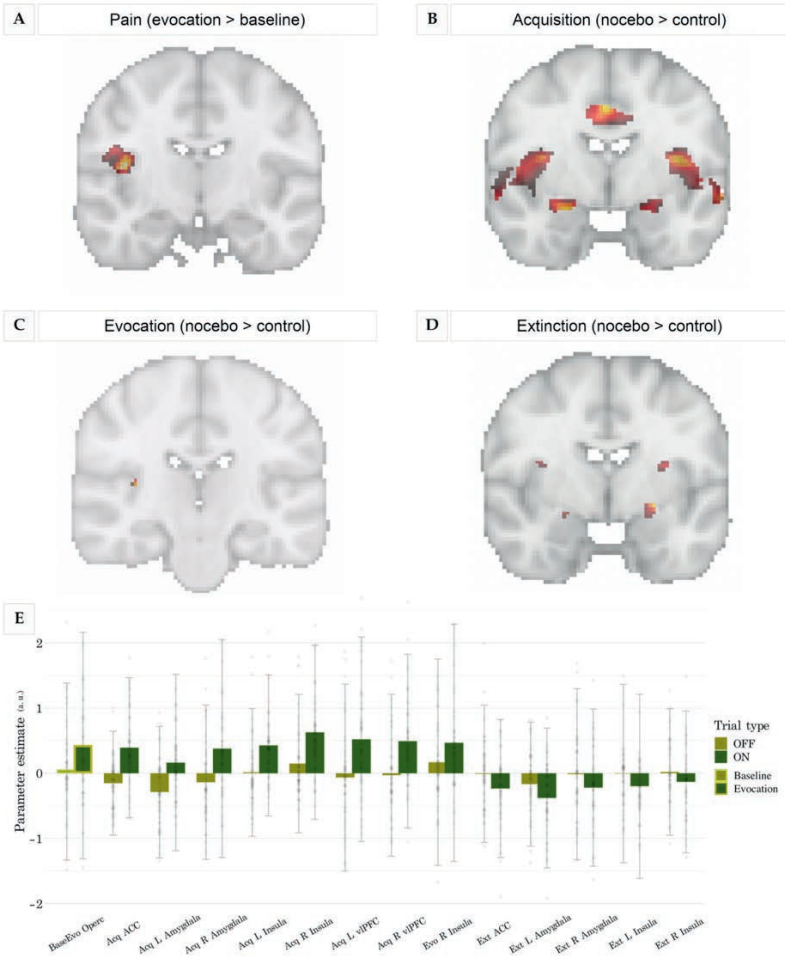 A Pain (evocation > baseline)
B Acquisition (nocebo > control)
C Evocation (nocebo > control)
D Extinction (nocebo > control)
E
Parameter estimate (a. u.)
2
1
0
-1
-2
Trial type
OFF
ON
Baseline
Evocation
BaseEvo Operc
Acq ACC
Acq L Amygdala
Acq R Amygdala
Acq L Insula
Acq R Insula
Acq L vlPFC
Acq R vlPFC
Evo R Insula
Ext ACC
Ext L Amygdala
Ext R Amygdala
Ext L Insula
Ext R Insula